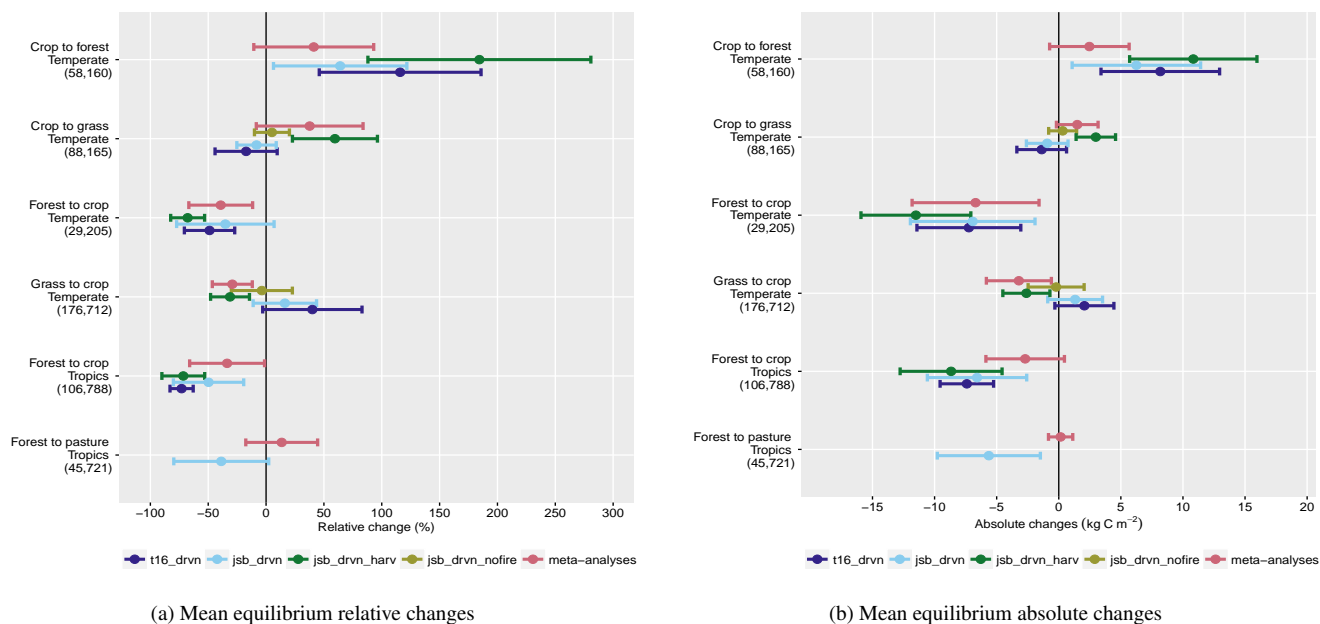 Crop to forest
Temperate
(58,160)
Crop to grass
Temperate
(88,165)
Forest to crop
Temperate
(29,205)
Grass to crop
Temperate
(176,712)
Forest to crop
Tropics
(106,788)
Forest to pasture
Tropics
(45,721)
−100 −50 0 50 100 150 200 250 300
Relative change (%)
t16_drvn jsb_drvn jsb_drvn_harv jsb_drvn_nofire meta−analyses
(a) Mean equilibrium relative changes
Crop to forest
Temperate
(58,160)
Crop to grass
Temperate
(88,165)
Forest to crop
Temperate
(29,205)
Grass to crop
Temperate
(176,712)
Forest to crop
Tropics
(106,788)
Forest to pasture
Tropics
(45,721)
−15 −10 −5 0 5 10 15 20
Absolute changes (kg C m⁻²)
t16_drvn jsb_drvn jsb_drvn_harv jsb_drvn_nofire meta−analyses
(b) Mean equilibrium absolute changes